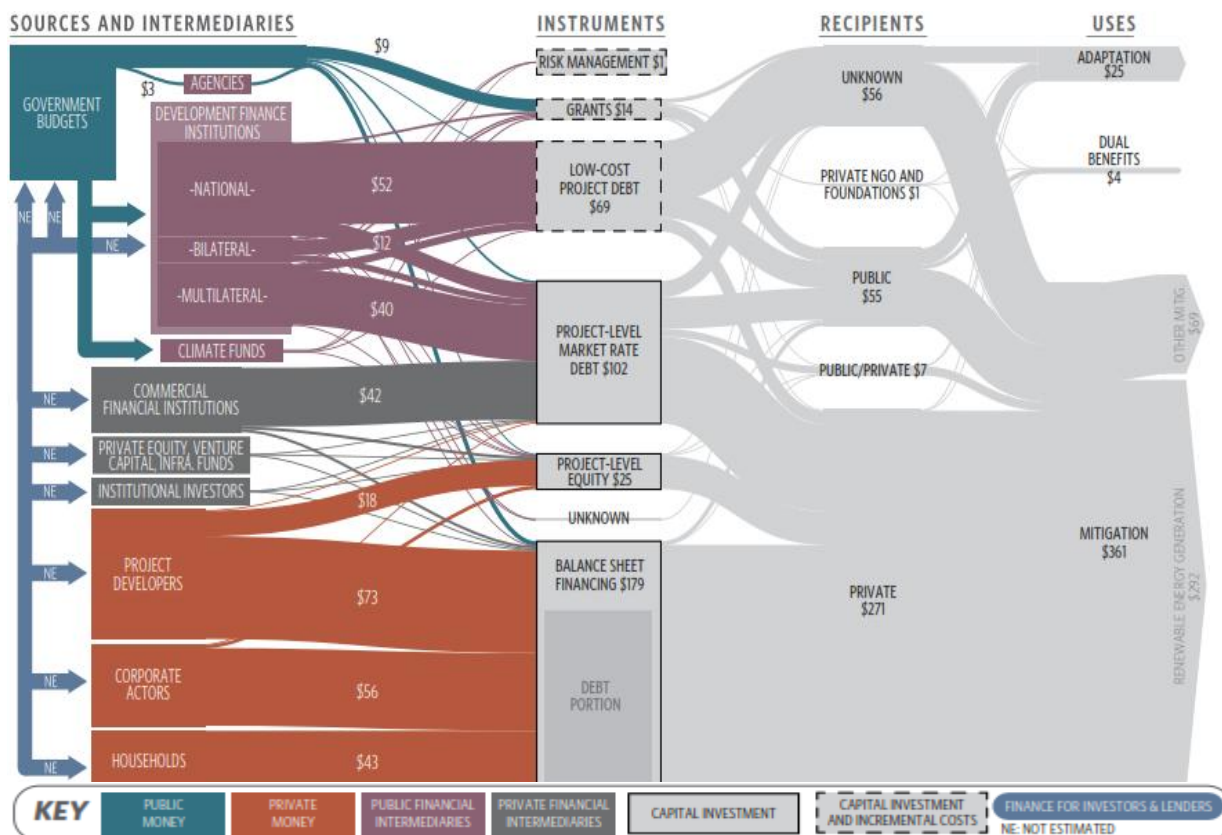 SOURCES AND INTERMEDIARIES
INSTRUMENTS
RECIPIENTS
USES
$9
$3
AGENCIES
GOVERNMENT
BUDGETS
DEVELOPMENT FINANCE
INSTITUTIONS
-NATIONAL-
$52
-BILATERAL-
$12
-MULTILATERAL-
$40
NE
NE
NE
CLIMATE FUNDS
NE
COMMERCIAL
FINANCIAL INSTITUTIONS
$42
NE
PRIVATE EQUITY, VENTURE
CAPITAL, INFRA. FUNDS
NE
INSTITUTIONAL INVESTORS
$18
NE
PROJECT
DEVELOPERS
$73
NE
CORPORATE
ACTORS
$56
NE
HOUSEHOLDS
$43
RISK MANAGEMENT $1
GRANTS $14
LOW-COST
PROJECT DEBT
$69
PROJECT-LEVEL
MARKET RATE
DEBT $102
PROJECT-LEVEL
EQUITY $25
UNKNOWN
BALANCE SHEET
FINANCING $179
DEBT
PORTION
UNKNOWN
$56
PRIVATE NGO AND
FOUNDATIONS $1
PUBLIC
$55
PUBLIC/PRIVATE $7
PRIVATE
$271
ADAPTATION
$25
DUAL
BENEFITS
$4
OTHER MITIG.
$69
MITIGATION
$361
RENEWABLE ENERGY GENERATION
$292
KEY
PUBLIC
MONEY
PRIVATE
MONEY
PUBLIC FINANCIAL
INTERMEDIARIES
PRIVATE FINANCIAL
INTERMEDIARIES
CAPITAL INVESTMENT
CAPITAL INVESTMENT
AND INCREMENTAL COSTS
FINANCE FOR INVESTORS & LENDERS
NE: NOT ESTIMATED